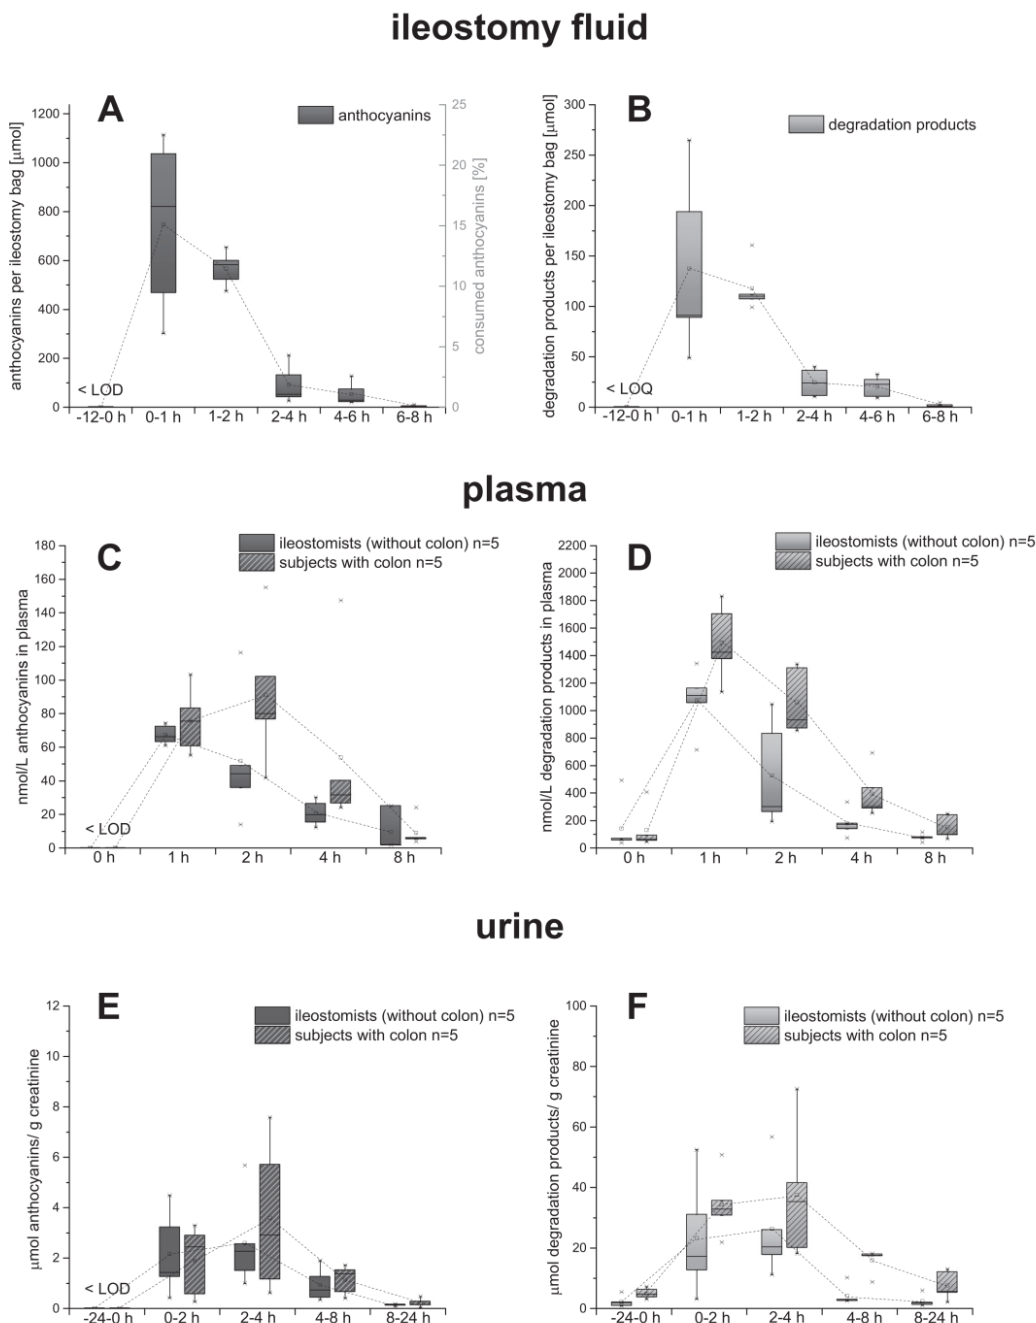 ileostomy fluid
A
anthocyanins
anthocyanins per ileostomy bag [µmol]
1200
1000
800
600
400
200
0
25
20
15
10
5
0
consumed anthocyanins [%]
< LOD
-12-0 h 0-1 h 1-2 h 2-4 h 4-6 h 6-8 h
B
degradation products
degradation products per ileostomy bag [µmol]
300
250
200
150
100
50
0
< LOQ
-12-0 h 0-1 h 1-2 h 2-4 h 4-6 h 6-8 h
plasma
C
ileostomists (without colon) n=5
subjects with colon n=5
nmol/L anthocyanins in plasma
180
160
140
120
100
80
60
40
20
0
< LOD
0 h 1 h 2 h 4 h 8 h
D
ileostomists (without colon) n=5
subjects with colon n=5
nmol/L degradation products in plasma
2200
2000
1800
1600
1400
1200
1000
800
600
400
200
0
0 h 1 h 2 h 4 h 8 h
urine
E
ileostomists (without colon) n=5
subjects with colon n=5
µmol anthocyanins/ g creatinine
12
10
8
6
4
2
0
< LOD
-24-0 h 0-2 h 2-4 h 4-8 h 8-24 h
F
ileostomists (without colon) n=5
subjects with colon n=5
µmol degradation products/ g creatinine
100
80
60
40
20
0
-24-0 h 0-2 h 2-4 h 4-8 h 8-24 h